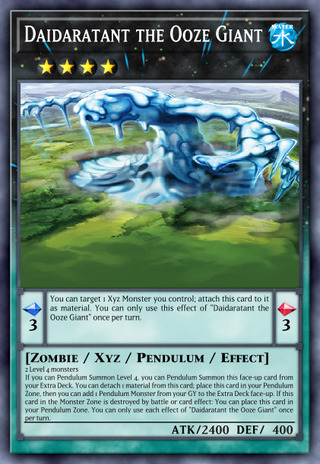 Daidaratant the Ooze Giant
WATER
水
You can target 1 Xyz Monster you control; attach this card to it
as material. You can only use this effect of "Daidaratant the
Ooze Giant" once per turn.
3
3
[Zombie / Xyz / Pendulum / Effect]
2 Level 4 monsters
If you can Pendulum Summon Level 4, you can Pendulum Summon this face-up card from
your Extra Deck. You can detach 1 material from this card; place this card in your Pendulum
Zone, then you can add 1 Pendulum Monster from your GY to the Extra Deck face-up. If this
card in the Monster Zone is destroyed by battle or card effect: You can place this card in
your Pendulum Zone. You can only use each effect of "Daidaratant the Ooze Giant" once
per turn.
ATK/2400 DEF/ 400